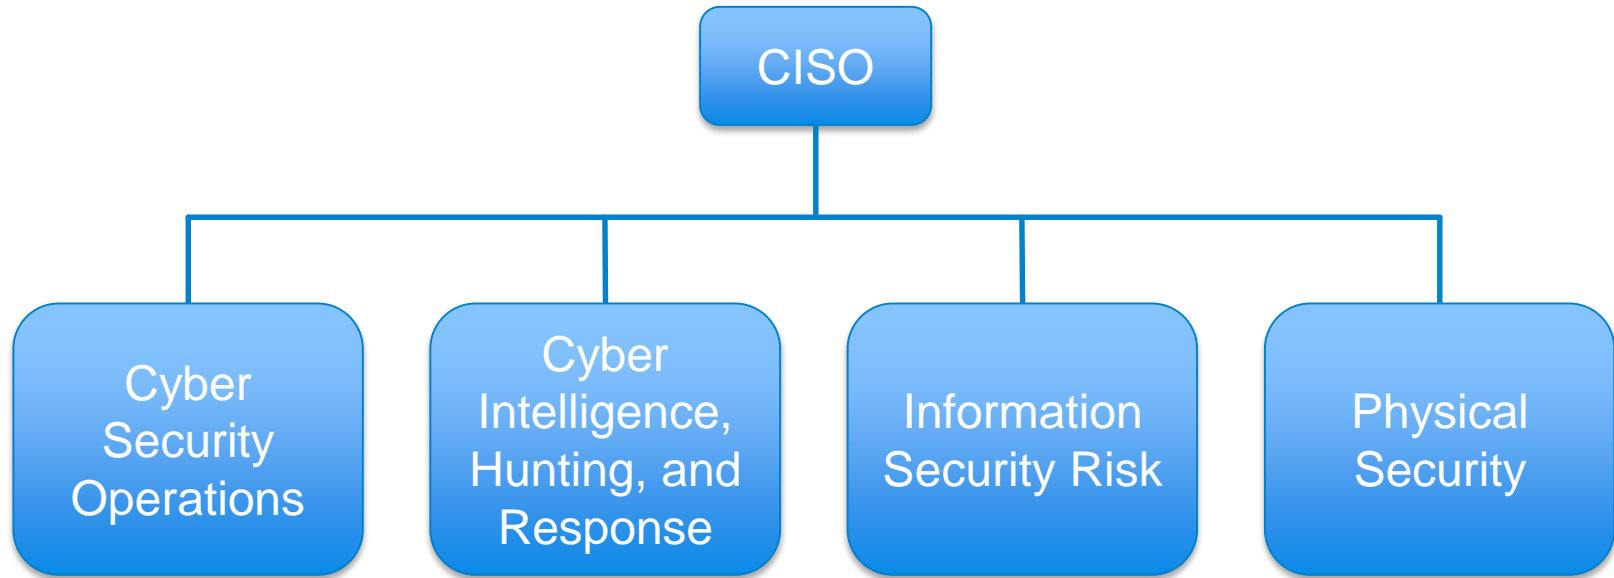 CISO
Cyber
Security
Operations
Cyber
Intelligence,
Hunting, and
Response
Information
Security Risk
Physical
Security